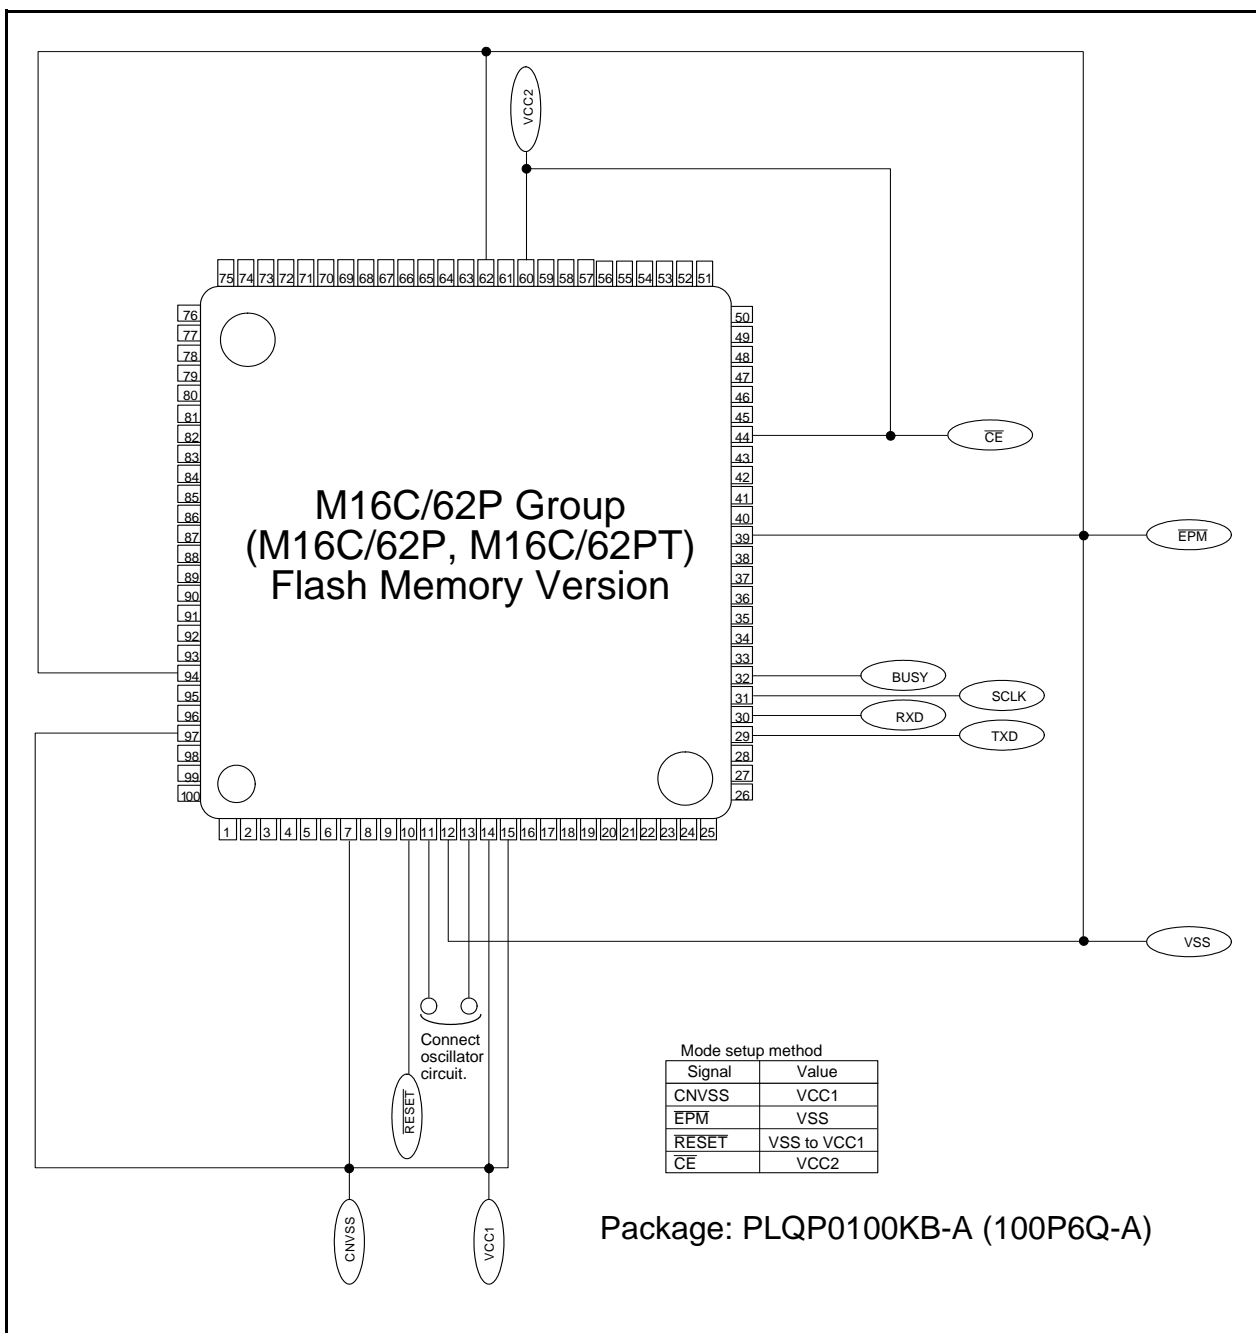 VCC2
75 74 73 72 71 70 69 68 67 66 65 64 63 62 61 60 59 58 57 56 55 54 53 52 51
76
77
78
79
80
81
82
83
84
85
86
87
88
89
90
91
92
93
94
95
96
97
98
99
100
M16C/62P Group
(M16C/62P, M16C/62PT)
Flash Memory Version
50
49
48
47
46
45
44
43
42
41
40
39
38
37
36
35
34
33
32
31
30
29
28
27
26
CE
EPM
BUSY
SCLK
RXD
TXD
1 2 3 4 5 6 7 8 9 10 11 12 13 14 15 16 17 18 19 20 21 22 23 24 25
VSS
Connect
oscillator
circuit.
RESET
CNVSS
VCC1
Mode setup method
Signal Value
CNVSS VCC1
EPM VSS
RESET VSS to VCC1
CE VCC2
Package: PLQP0100KB-A (100P6Q-A)